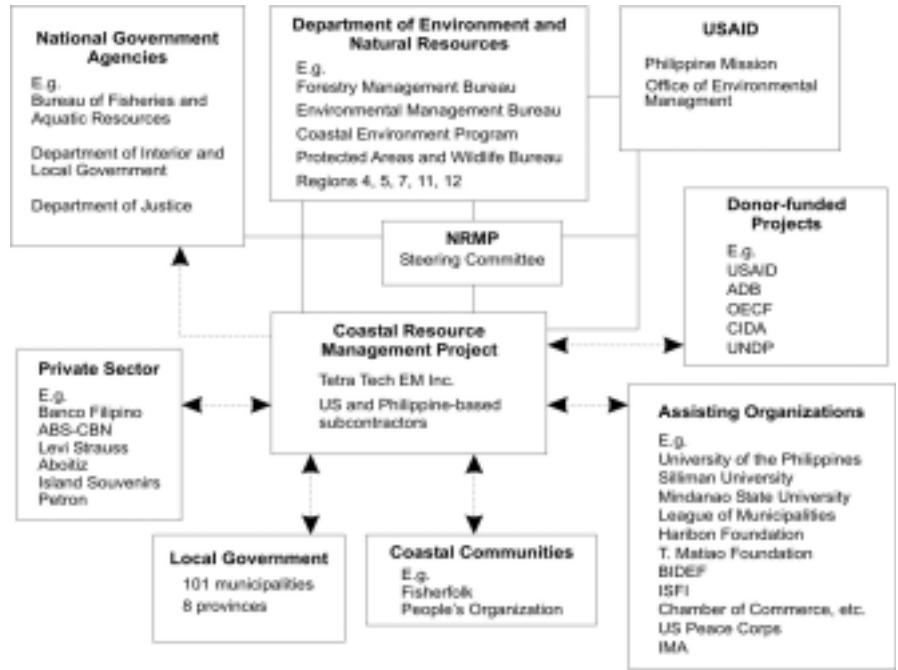 National Government
Agencies
E.g.
Bureau of Fisheries and
Aquatic Resources
Department of Interior and
Local Government
Department of Justice
Department of Environment and
Natural Resources
E.g.
Forestry Management Bureau
Environmental Management Bureau
Coastal Environment Program
Protected Areas and Wildlife Bureau
Regions 4, 5, 7, 11, 12
USAID
Philippine Mission
Office of Environmental
Managment
NRMP
Steering Committee
Donor-funded
Projects
E.g.
USAID
ADB
OECF
CIDA
UNDP
Coastal Resource
Management Project
Tetra Tech EM Inc.
US and Philippine-based
subcontractors
Private Sector
E.g.
Banco Filipino
ABS-CBN
Levi Strauss
Aboitiz
Island Souvenirs
Petron
Assisting Organizations
E.g.
University of the Philippines
Silliman University
Mindanao State University
League of Municipalities
Haribon Foundation
T. Matiao Foundation
BIDEF
ISFI
Chamber of Commerce, etc.
US Peace Corps
IMA
Local Government
101 municipalities
8 provinces
Coastal Communities
E.g.
Fisherfolk
People's Organization